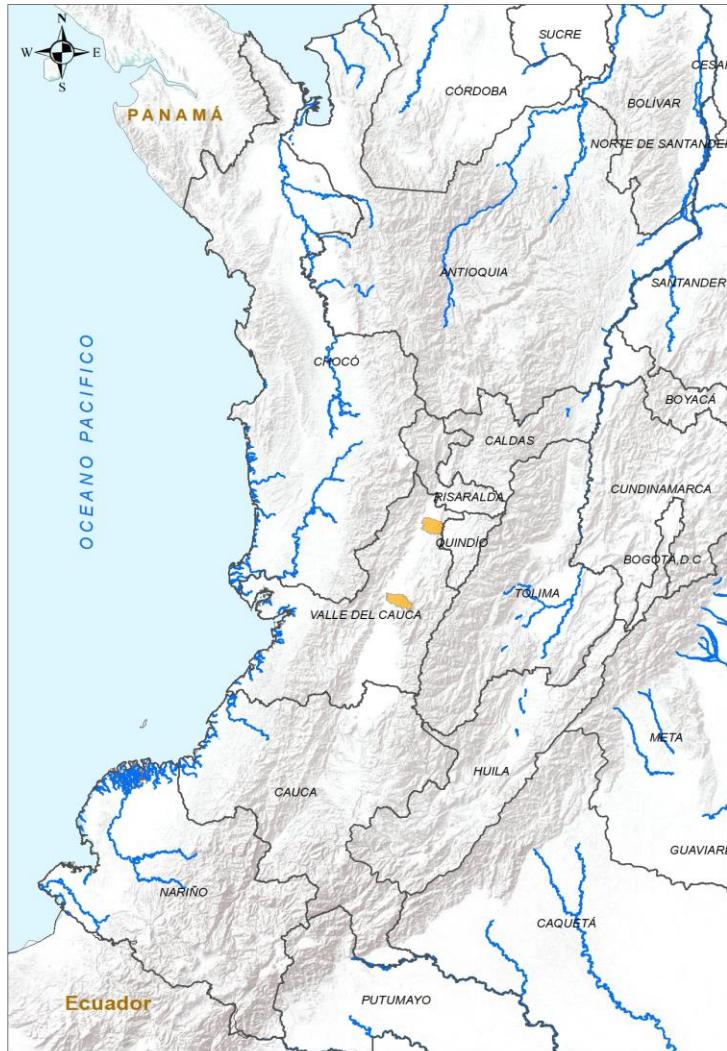 N
W
E
S
SUCRE
CESAR
CÓRDOBA
BOLÍVAR
PANAMÁ
NORTE DE SANTANDER
ANTIOQUIA
SANTANDER
OCEANO PACIFICO
CHOCÓ
BOYACÁ
CALDAS
CUNDINAMARCA
RISARALDA
QUINDÍO
BOGOTÁ, D.C
TOLIMA
VALLE DEL CAUCA
META
HUILA
CAUCA
GUAVIARE
NARIÑO
CAQUETÁ
Ecuador
PUTUMAYO